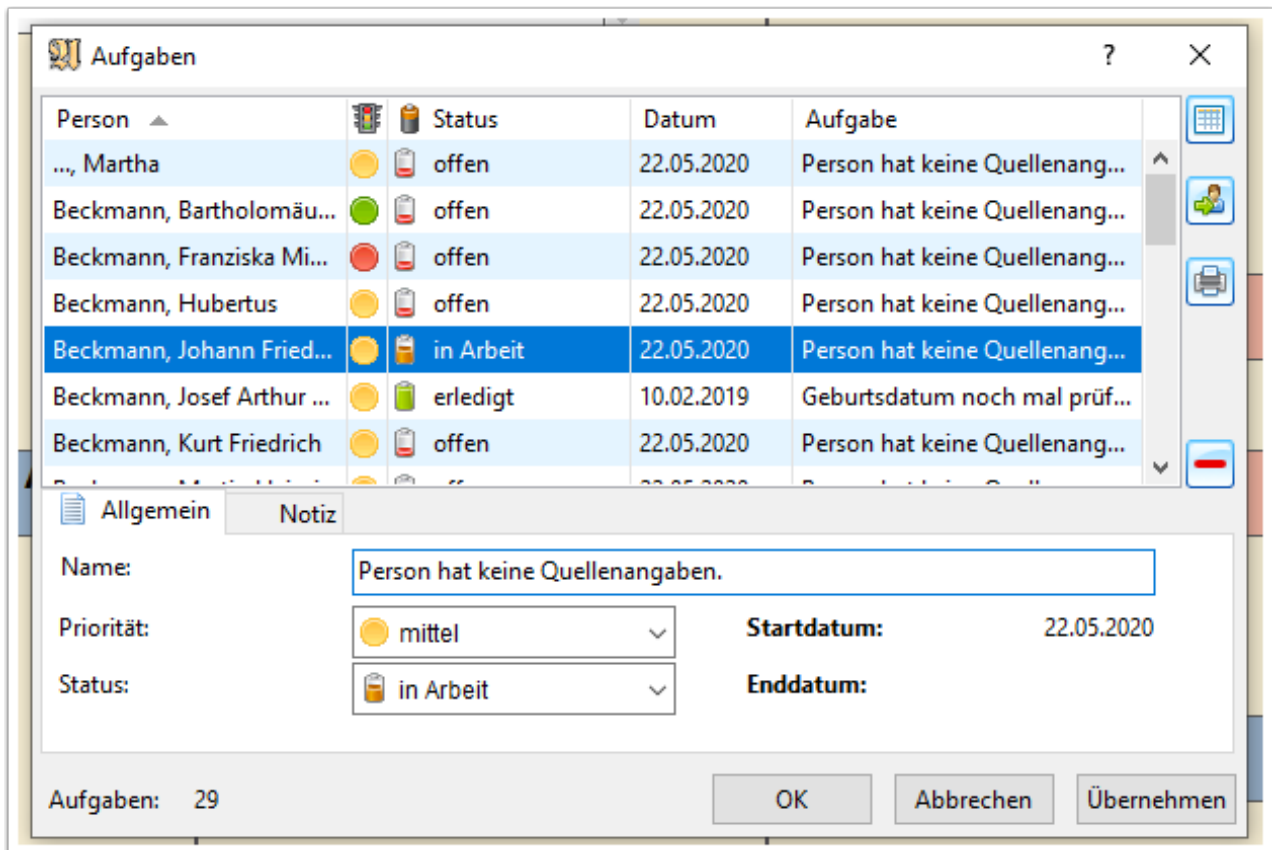 Aufgaben ?
Person Status Datum Aufgabe
..., Martha offen 22.05.2020 Person hat keine Quellenang...
Beckmann, Bartholomäu... offen 22.05.2020 Person hat keine Quellenang...
Beckmann, Franziska Mi... offen 22.05.2020 Person hat keine Quellenang...
Beckmann, Hubertus offen 22.05.2020 Person hat keine Quellenang...
Beckmann, Johann Fried... in Arbeit 22.05.2020 Person hat keine Quellenang...
Beckmann, Josef Arthur ... erledigt 10.02.2019 Geburtsdatum noch mal prüf...
Beckmann, Kurt Friedrich offen 22.05.2020 Person hat keine Quellenang...
Allgemein Notiz
Name: Person hat keine Quellenangaben.
Priorität: mittel Startdatum: 22.05.2020
Status: in Arbeit Enddatum:
Aufgaben: 29 OK Abbrechen Übernehmen